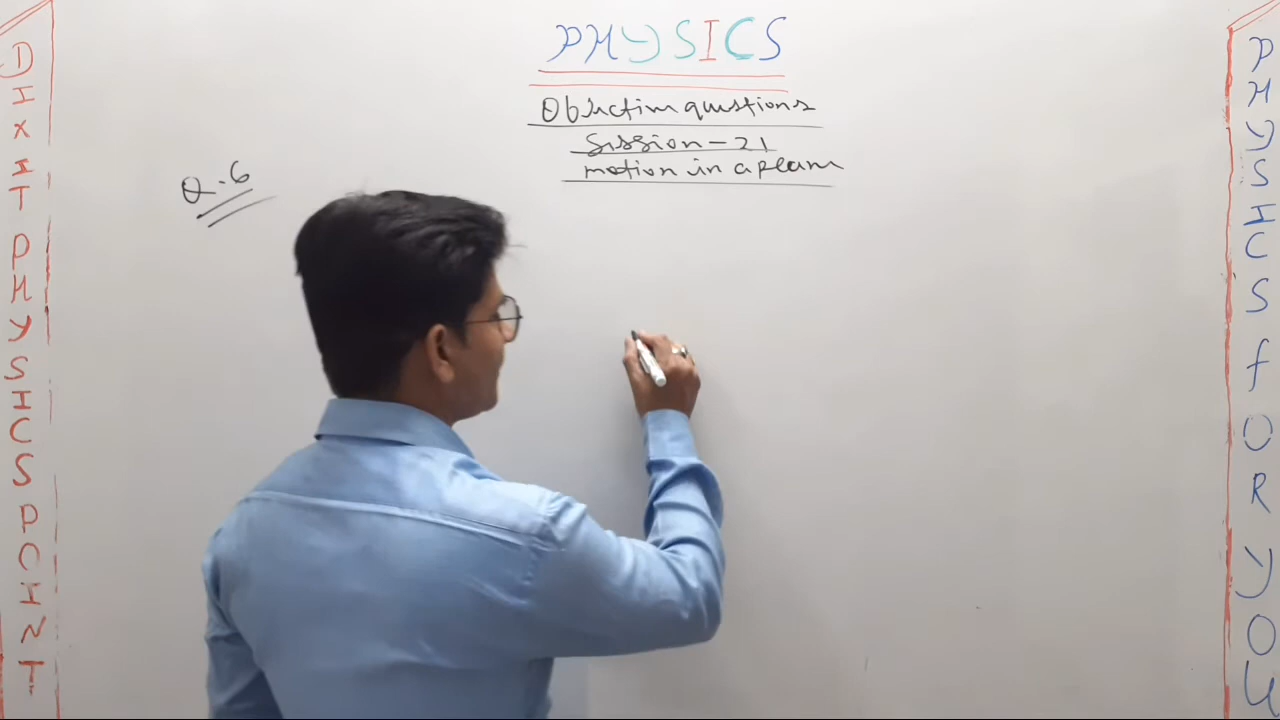 PHYSICS
Objective questions
Session-21
motion in a plane
Q.6
DIXIT PHYSICS POINT
PHYSICS fOR YOU